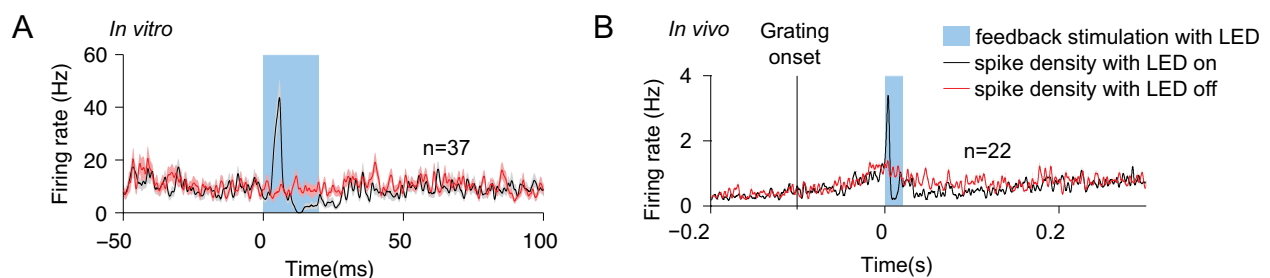 A
In vitro
60
40
20
0
Firing rate (Hz)
n=37
−50
0
50
100
Time(ms)
B
In vivo
Grating
onset
feedback stimulation with LED
spike density with LED on
spike density with LED off
4
2
0
Firing rate (Hz)
n=22
−0.2
0
0.2
Time(s)